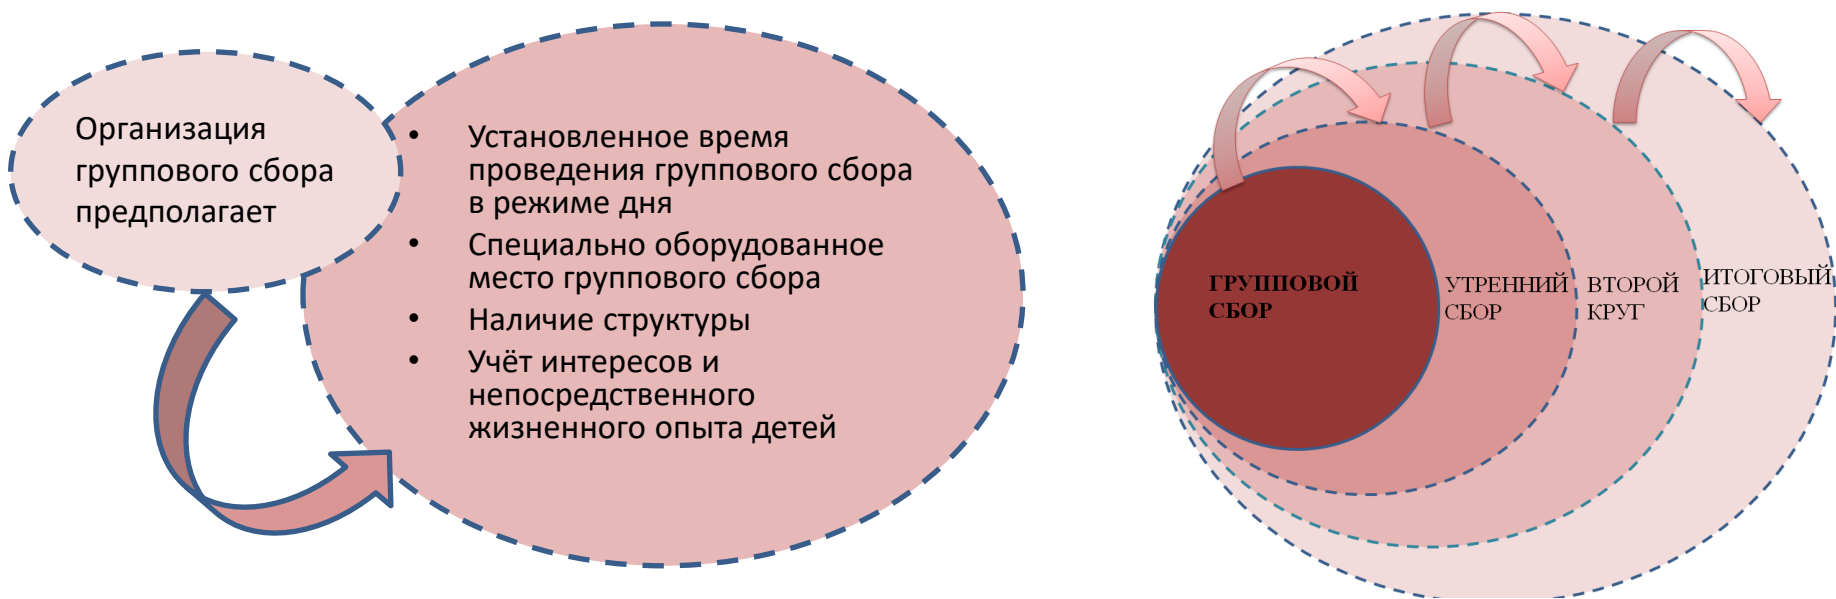 Организация
группового сбора
предполагает
• Установленное время
проведения группового сбора
в режиме дня
• Специально оборудованное
место группового сбора
• Наличие структуры
• Учёт интересов и
непосредственного
жизненного опыта детей
ГРУППОВОЙ
СБОР
УТРЕННИЙ
СБОР
ВТОРОЙ
КРУГ
ИТОГОВЫЙ
СБОР